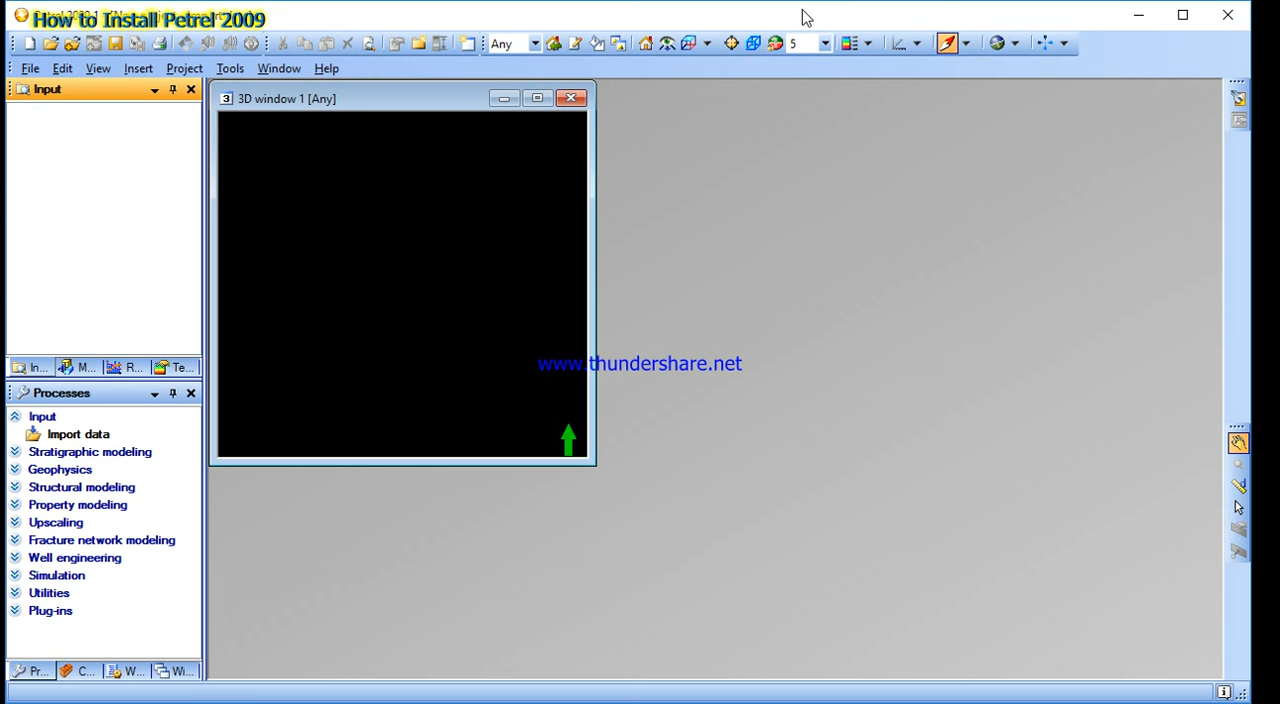 How to Install Petrel 2009
Any
5
File Edit View Insert Project Tools Window Help
Input
3D window 1 [Any]
www.thundershare.net
In... M... R... Te...
Processes
Input
Import data
Stratigraphic modeling
Geophysics
Structural modeling
Property modeling
Upscaling
Fracture network modeling
Well engineering
Simulation
Utilities
Plug-ins
Pr... C... W... Wi...